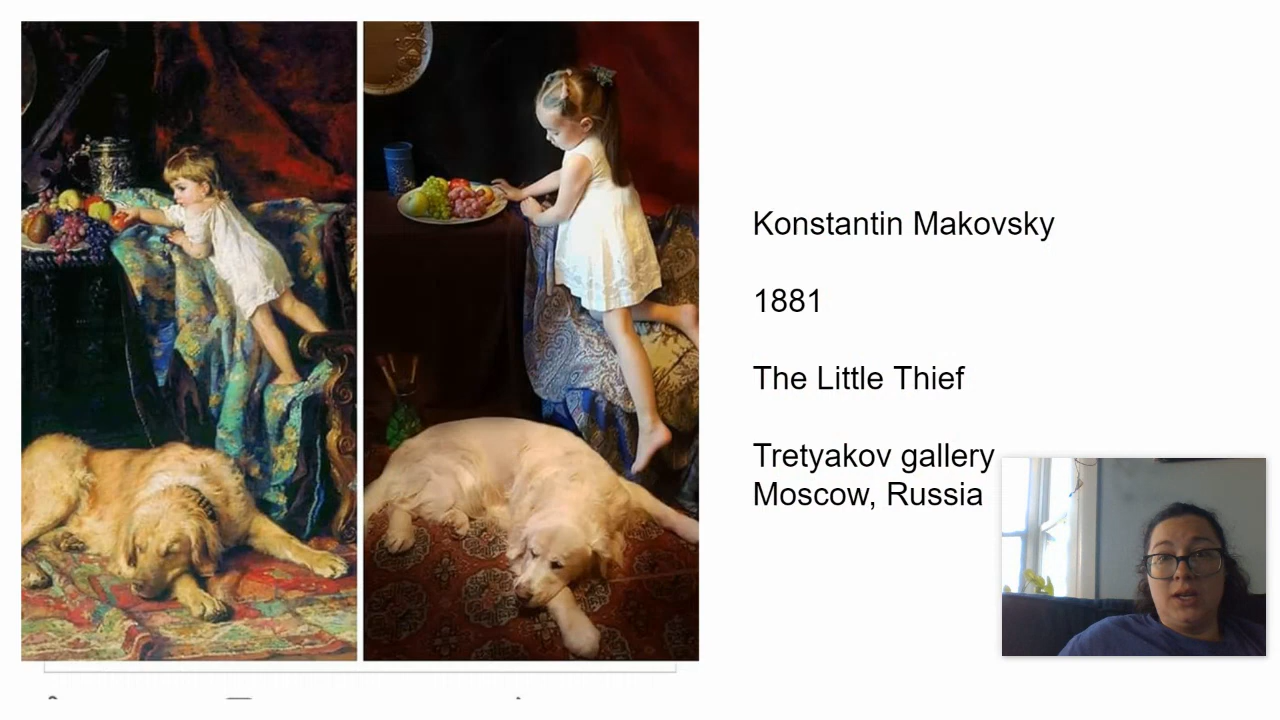 Konstantin Makovsky
1881
The Little Thief
Tretyakov gallery
Moscow, Russia